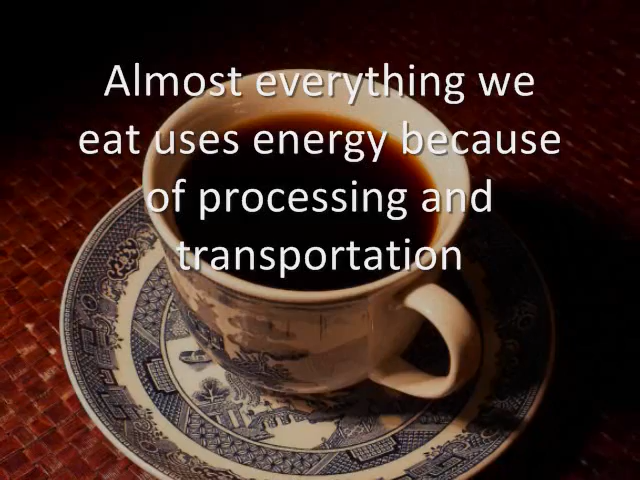 Almost everything we
eat uses energy because
of processing and
transportation